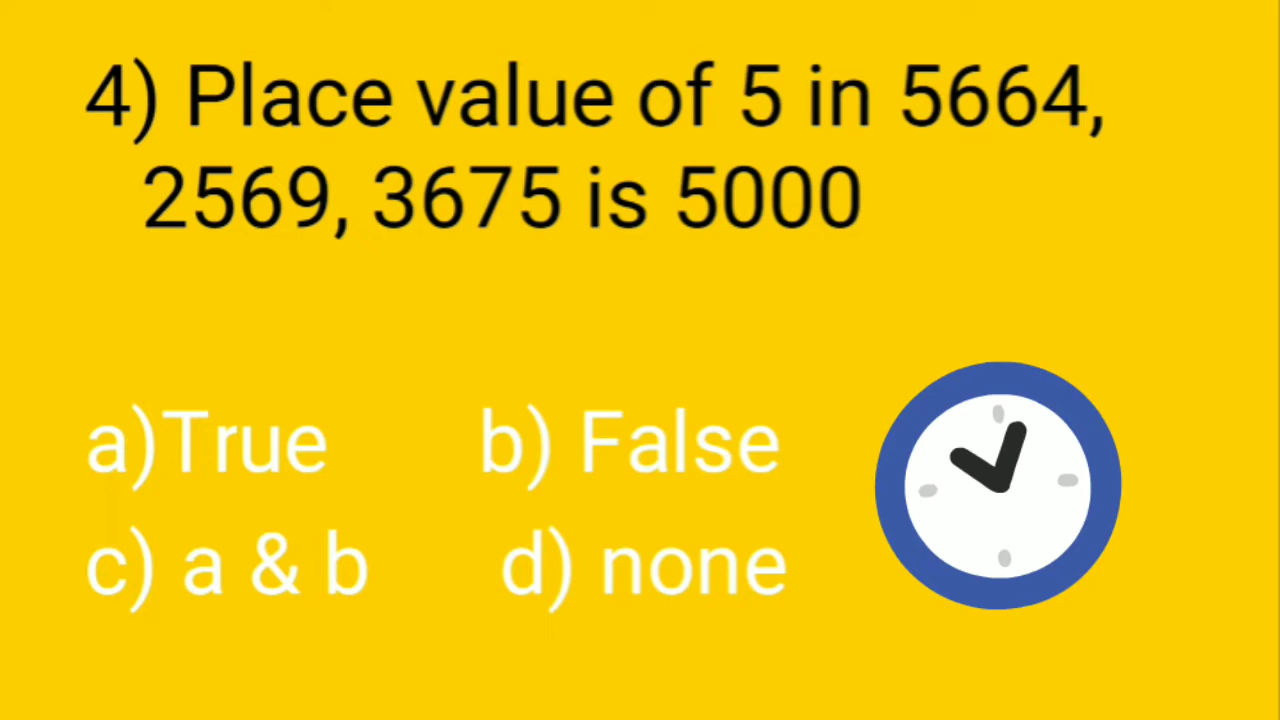 4) Place value of 5 in 5664,
2569, 3675 is 5000
a)True b) False
c) a & b d) none